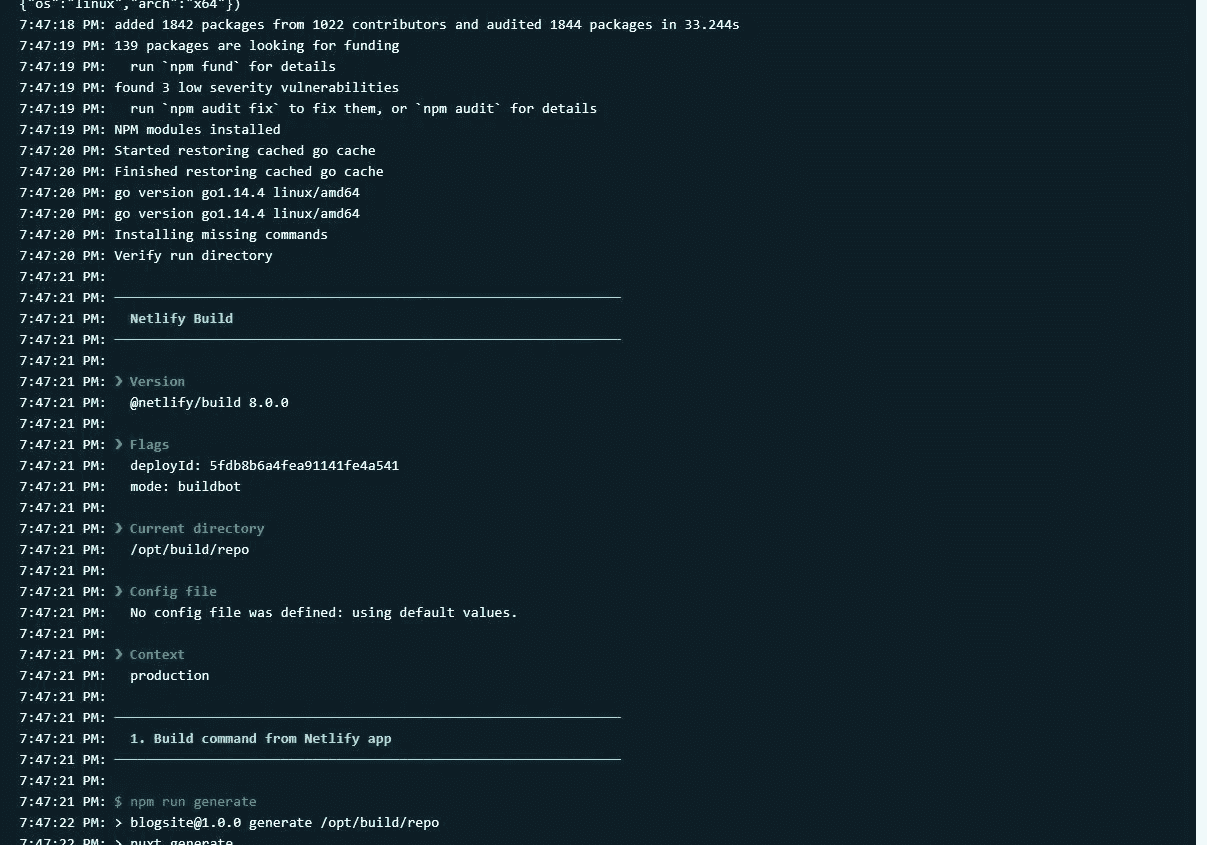 {"os":"linux","arch":"x64"})
7:47:18 PM: added 1842 packages from 1022 contributors and audited 1844 packages in 33.244s
7:47:19 PM: 139 packages are looking for funding
7:47:19 PM:   run `npm fund` for details
7:47:19 PM: found 3 low severity vulnerabilities
7:47:19 PM:   run `npm audit fix` to fix them, or `npm audit` for details
7:47:19 PM: NPM modules installed
7:47:20 PM: Started restoring cached go cache
7:47:20 PM: Finished restoring cached go cache
7:47:20 PM: go version go1.14.4 linux/amd64
7:47:20 PM: go version go1.14.4 linux/amd64
7:47:20 PM: Installing missing commands
7:47:20 PM: Verify run directory
7:47:21 PM:
7:47:21 PM: ────────────────────────────────────────────────────────────────
7:47:21 PM:   Netlify Build
7:47:21 PM: ────────────────────────────────────────────────────────────────
7:47:21 PM:
7:47:21 PM: ❯ Version
7:47:21 PM:   @netlify/build 8.0.0
7:47:21 PM:
7:47:21 PM: ❯ Flags
7:47:21 PM:   deployId: 5fdb8b6a4fea91141fe4a541
7:47:21 PM:   mode: buildbot
7:47:21 PM:
7:47:21 PM: ❯ Current directory
7:47:21 PM:   /opt/build/repo
7:47:21 PM:
7:47:21 PM: ❯ Config file
7:47:21 PM:   No config file was defined: using default values.
7:47:21 PM:
7:47:21 PM: ❯ Context
7:47:21 PM:   production
7:47:21 PM:
7:47:21 PM: ────────────────────────────────────────────────────────────────
7:47:21 PM:   1. Build command from Netlify app
7:47:21 PM: ────────────────────────────────────────────────────────────────
7:47:21 PM:
7:47:21 PM: $ npm run generate
7:47:22 PM: > blogsite@1.0.0 generate /opt/build/repo
7:47:22 PM: > nuxt generate